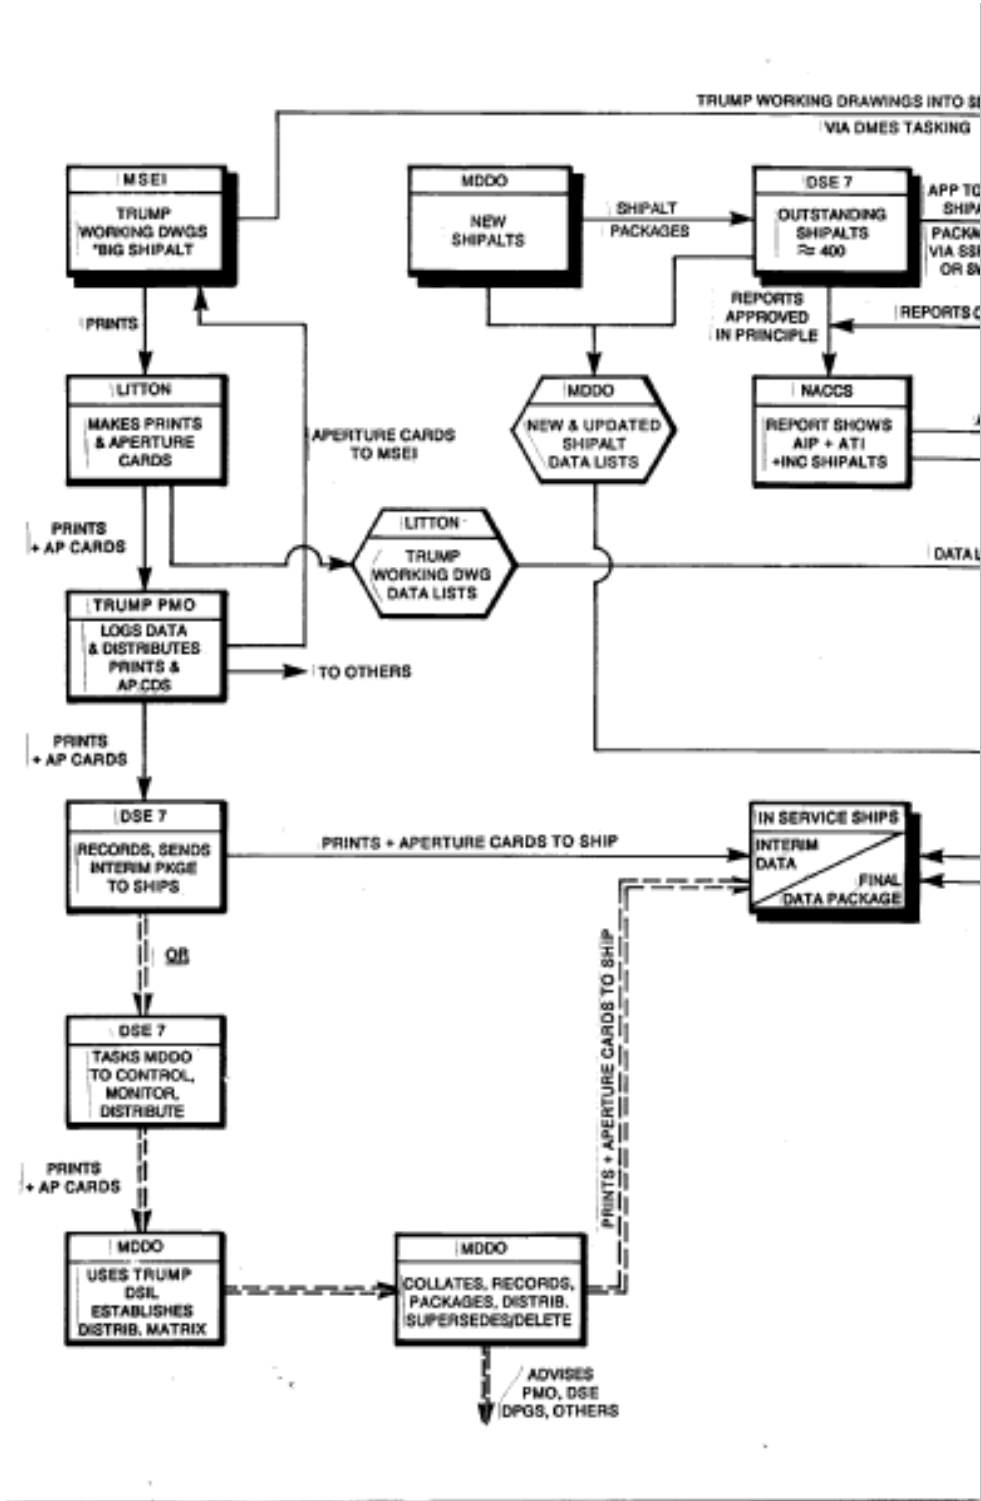 TRUMP WORKING DRAWINGS INTO
VIA DMES TASKING
MSEI
TRUMP
WORKING DWGS
"BIG SHIPALT
MDDO
NEW
SHIPALTS
SHIPALT
PACKAGES
DSE 7
OUTSTANDING
SHIPALTS
≈ 400
APP TO
VIA
OR
PRINTS
REPORTS
APPROVED
IN PRINCIPLE
REPORTS
LITTON
MAKES PRINTS
& APERTURE
CARDS
APERTURE CARDS
TO MSEI
MDDO
NEW & UPDATED
SHIPALT
DATA LISTS
NACCS
REPORT SHOWS
AIP + ATI
+INC SHIPALTS
PRINTS
+ AP CARDS
LITTON
TRUMP
WORKING DWG
DATA LISTS
DATA
TRUMP PMO
LOGS DATA
& DISTRIBUTES
PRINTS &
AP.CDS
TO OTHERS
PRINTS
+ AP CARDS
DSE 7
RECORDS, SENDS
INTERIM PKGE
TO SHIPS
PRINTS + APERTURE CARDS TO SHIP
IN SERVICE SHIPS
INTERIM
DATA
FINAL
DATA PACKAGE
OR
DSE 7
TASKS MDDO
TO CONTROL,
MONITOR,
DISTRIBUTE
PRINTS + APERTURE CARDS TO SHIP
PRINTS
+ AP CARDS
MDDO
USES TRUMP
DSIL
ESTABLISHES
DISTRIB. MATRIX
MDDO
COLLATES, RECORDS,
PACKAGES, DISTRIB.
SUPERSEDES/DELETE
ADVISES
PMO, DSE
DPGS, OTHERS